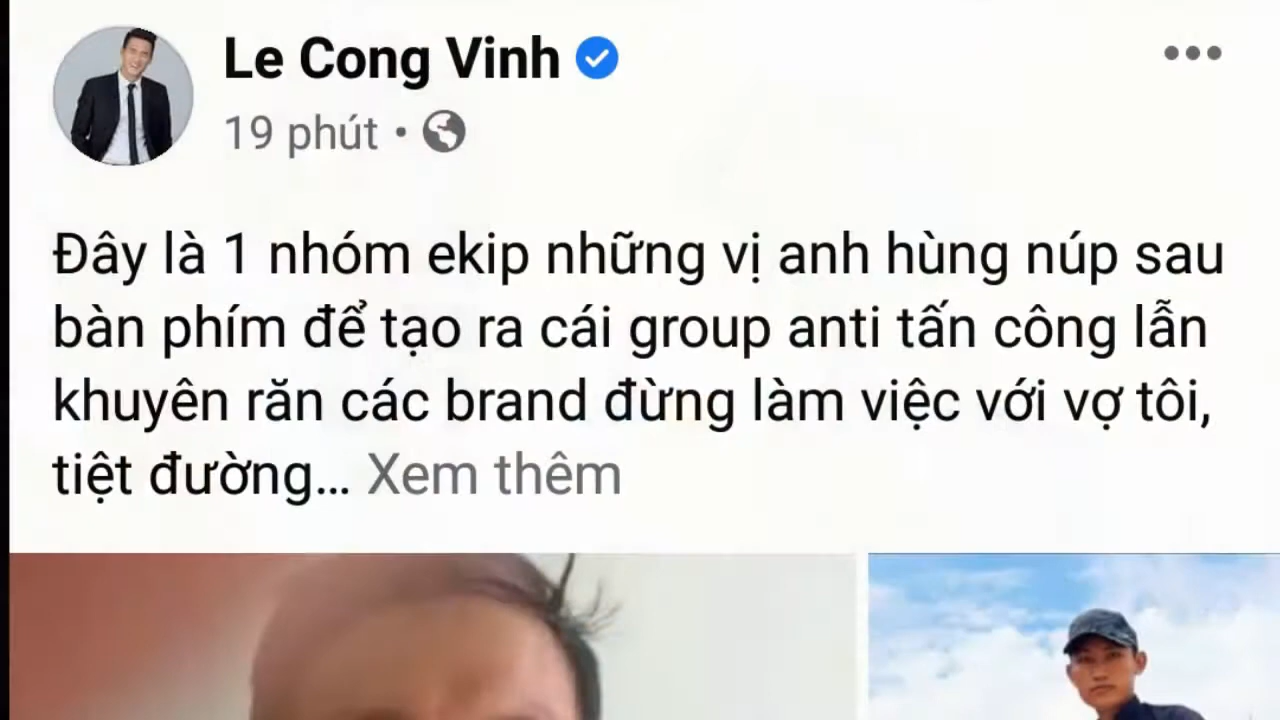 Le Cong Vinh
19 phút •
Đây là 1 nhóm ekip những vị anh hùng núp sau
bàn phím để tạo ra cái group anti tấn công lẫn
khuyên răn các brand đừng làm việc với vợ tôi,
tiệt đường... Xem thêm